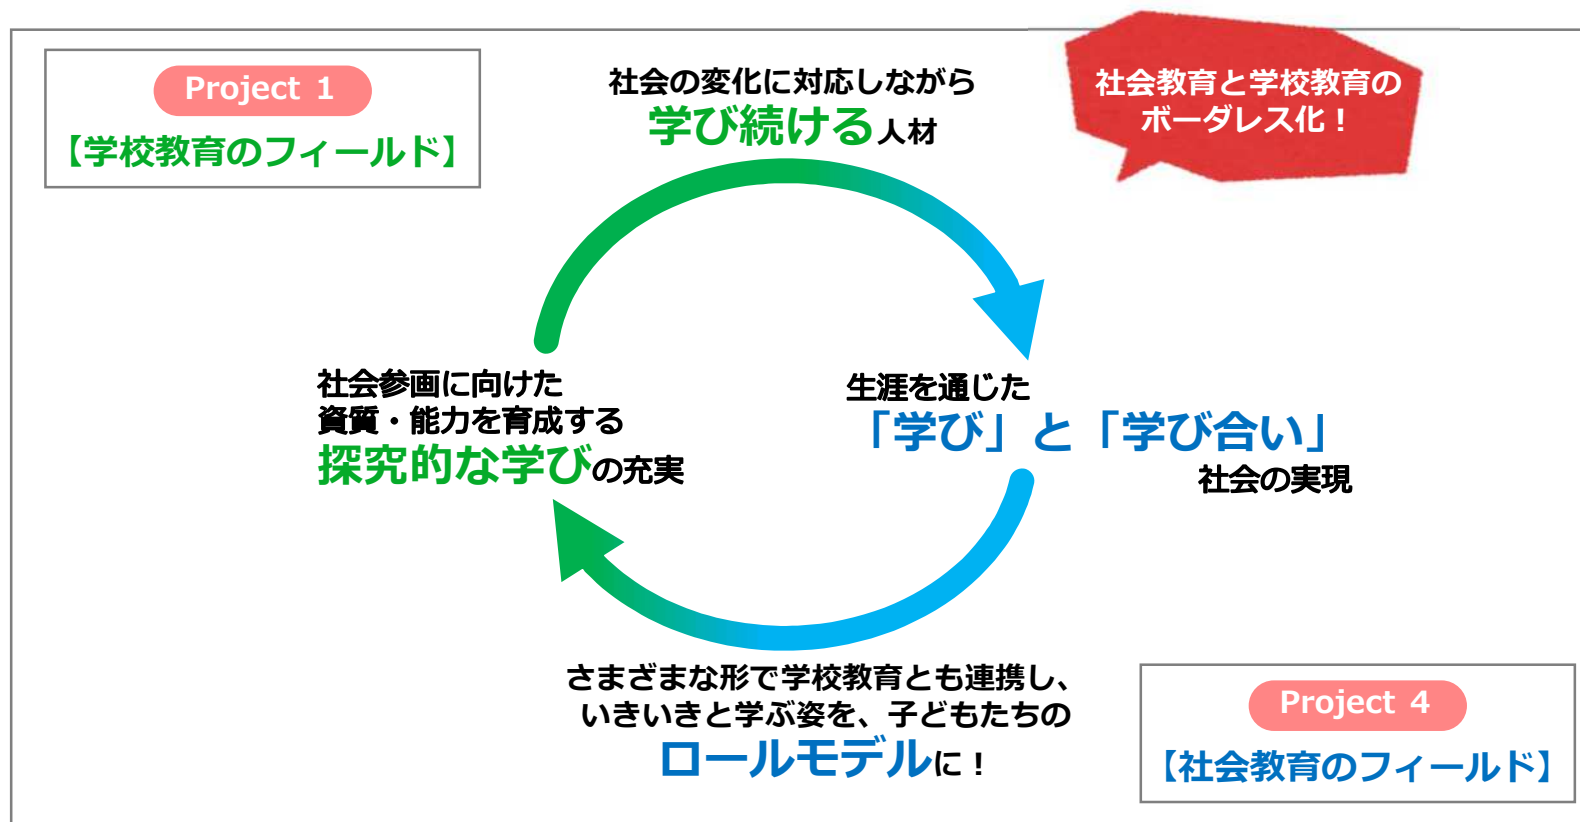 Project 1
【学校教育のフィールド】
社会の変化に対応しながら
学び続ける人材
社会教育と学校教育の
ボーダレス化！
社会参画に向けた
資質・能力を育成する
探究的な学びの充実
生涯を通じた
「学び」と「学び合い」
社会の実現
さまざまな形で学校教育とも連携し、
いきいきと学ぶ姿を、子どもたちの
ロールモデルに！
Project 4
【社会教育のフィールド】